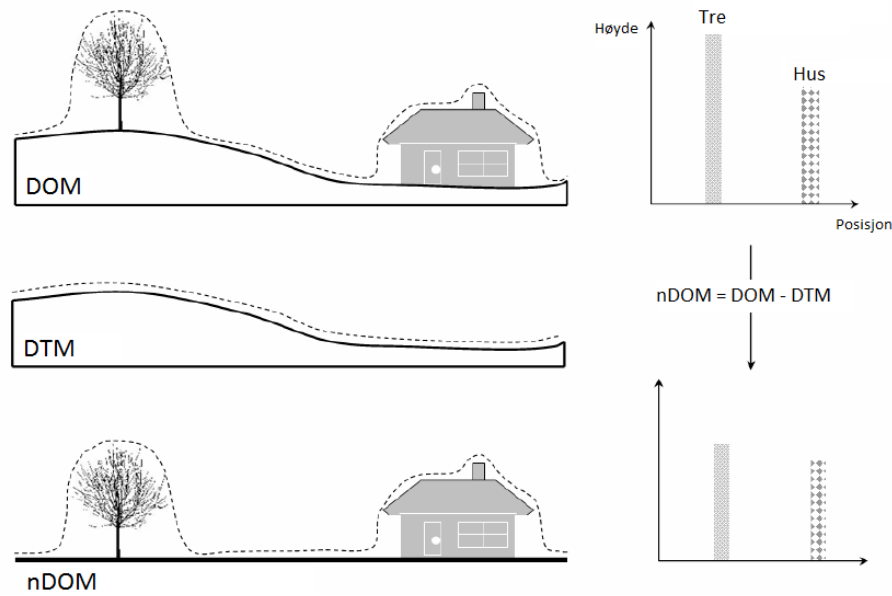 DOM
Høyde
Tre
Hus
Posisjon
DTM
nDOM = DOM - DTM
nDOM